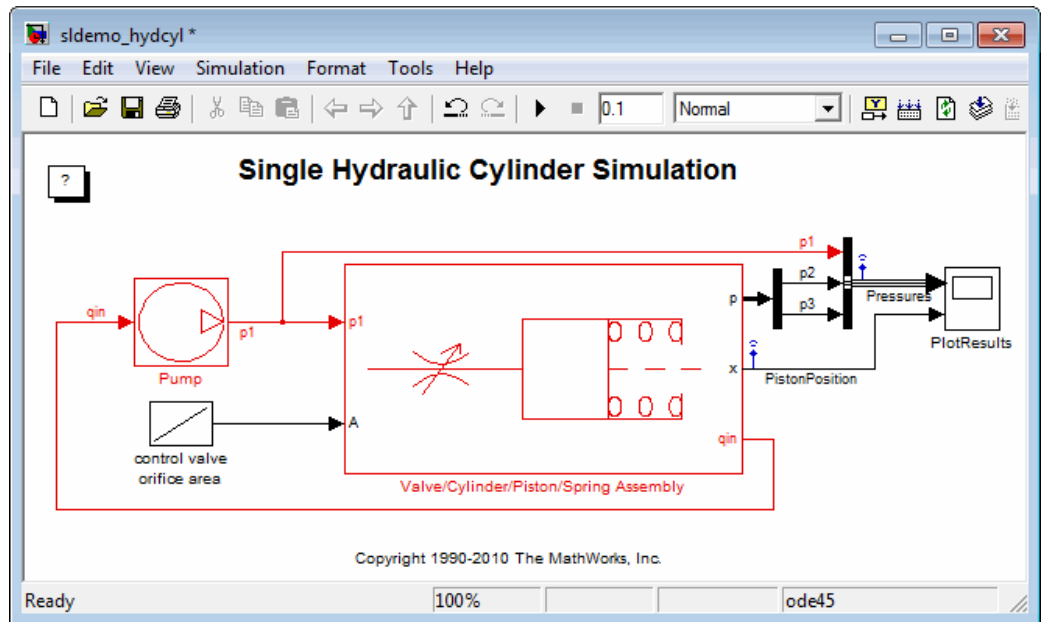 sldemo_hydcyl *
File Edit View Simulation Format Tools Help
0.1 Normal
?
Single Hydraulic Cylinder Simulation
p1
p2
p
Pressures
p3
qin
p1
p1
PlotResults
x
PistonPosition
Pump
A
qin
control valve
orifice area
Valve/Cylinder/Piston/Spring Assembly
Copyright 1990-2010 The MathWorks, Inc.
Ready 100% ode45